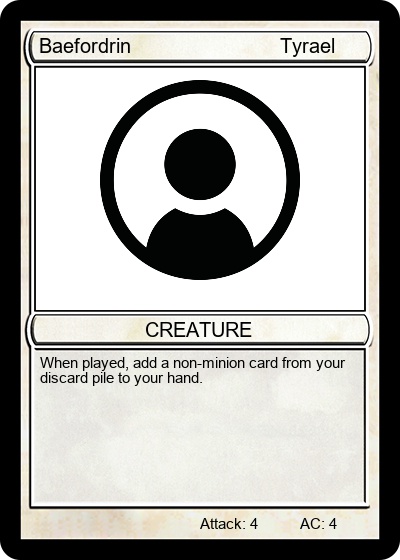 Baefordrin Tyrael
CREATURE
When played, add a non-minion card from your
discard pile to your hand.
Attack: 4 AC: 4